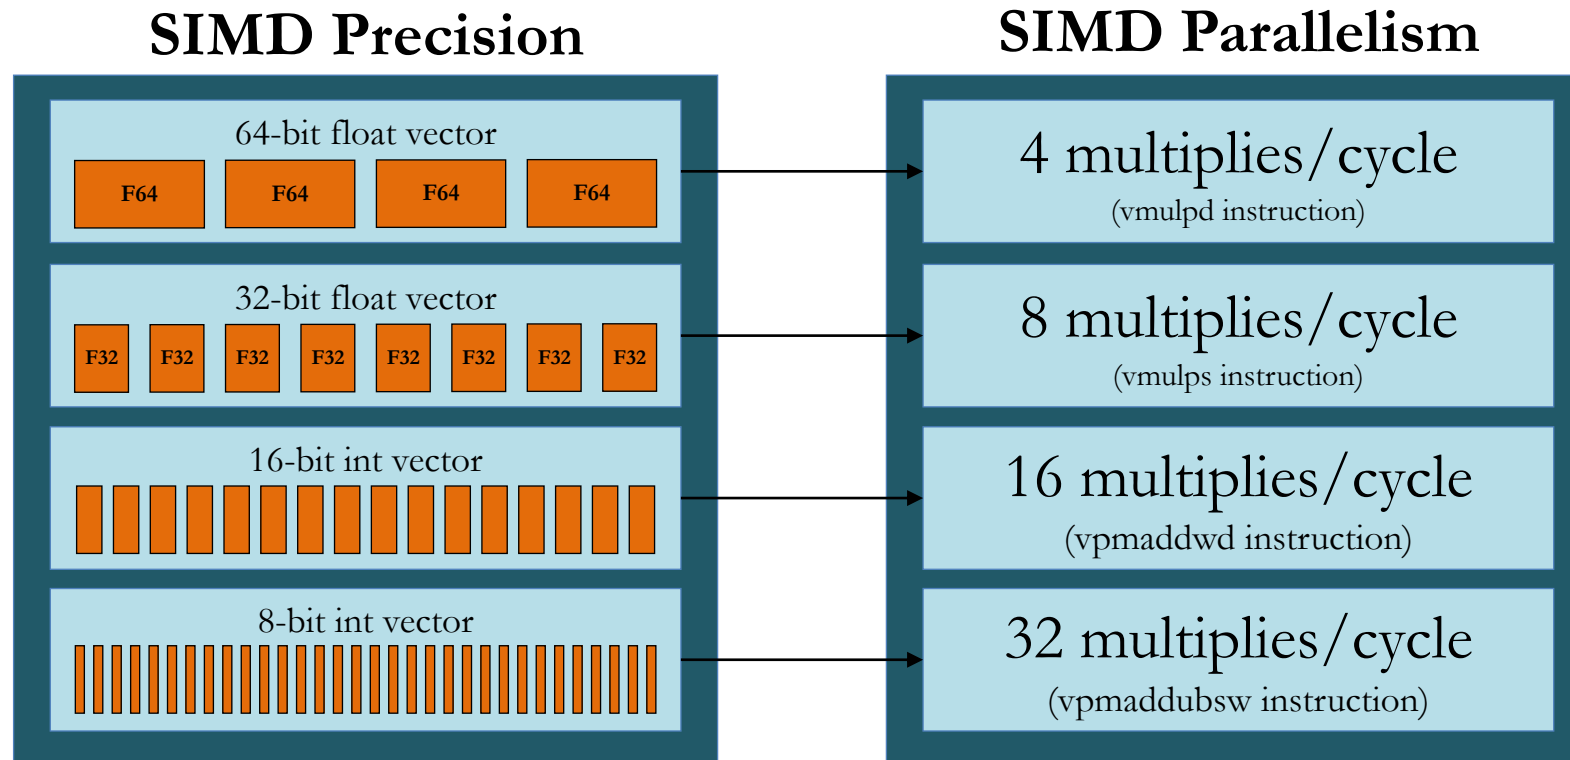 SIMD Precision
64-bit float vector
F64 F64 F64 F64
32-bit float vector
F32 F32 F32 F32 F32 F32 F32 F32
16-bit int vector
8-bit int vector
SIMD Parallelism
4 multiplies/cycle
(vmulpd instruction)
8 multiplies/cycle
(vmulps instruction)
16 multiplies/cycle
(vpmaddwd instruction)
32 multiplies/cycle
(vpmaddubsw instruction)